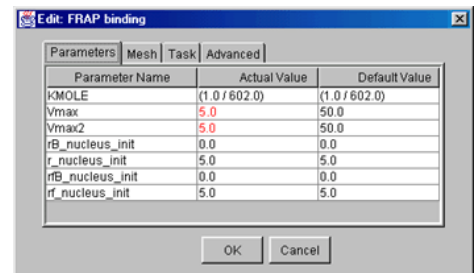 Edit: FRAP binding
Parameters Mesh Task Advanced
Parameter Name Actual Value Default Value
KMOLE (1.0 / 602.0) (1.0 / 602.0)
Vmax 5.0 50.0
Vmax2 5.0 50.0
rB_nucleus_init 0.0 0.0
r_nucleus_init 5.0 5.0
rfB_nucleus_init 0.0 0.0
rf_nucleus_init 5.0 5.0
OK Cancel